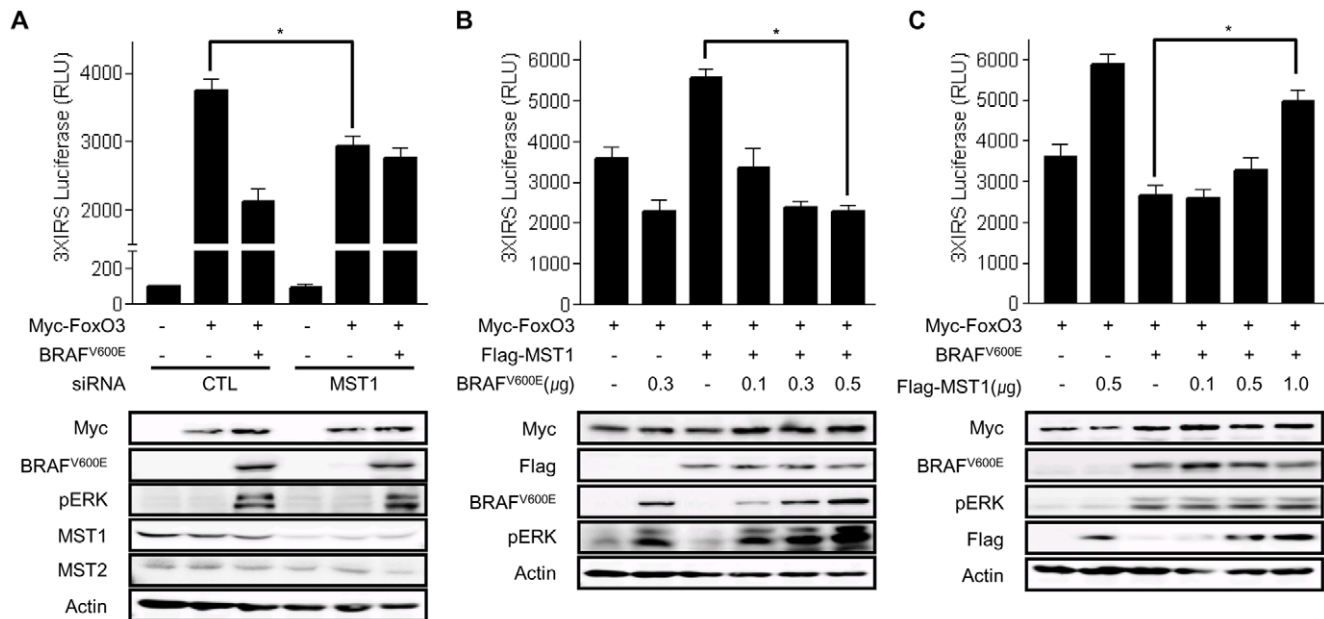 A
*
3XIRS Luciferase (RLU)
4000
3000
2000
200
100
0
Myc-FoxO3 - + + - + +
BRAFV600E - - + - - +
siRNA CTL MST1
Myc
BRAFV600E
pERK
MST1
MST2
Actin
B
*
3XIRS Luciferase (RLU)
6000
5000
4000
3000
2000
1000
0
Myc-FoxO3 + + + + + +
Flag-MST1 - - + + + +
BRAFV600E(μg) - 0.3 - 0.1 0.3 0.5
Myc
Flag
BRAFV600E
pERK
Actin
C
*
3XIRS Luciferase (RLU)
6000
5000
4000
3000
2000
1000
0
Myc-FoxO3 + + + + + +
BRAFV600E - - + + + +
Flag-MST1(μg) - 0.5 - 0.1 0.5 1.0
Myc
BRAFV600E
pERK
Flag
Actin